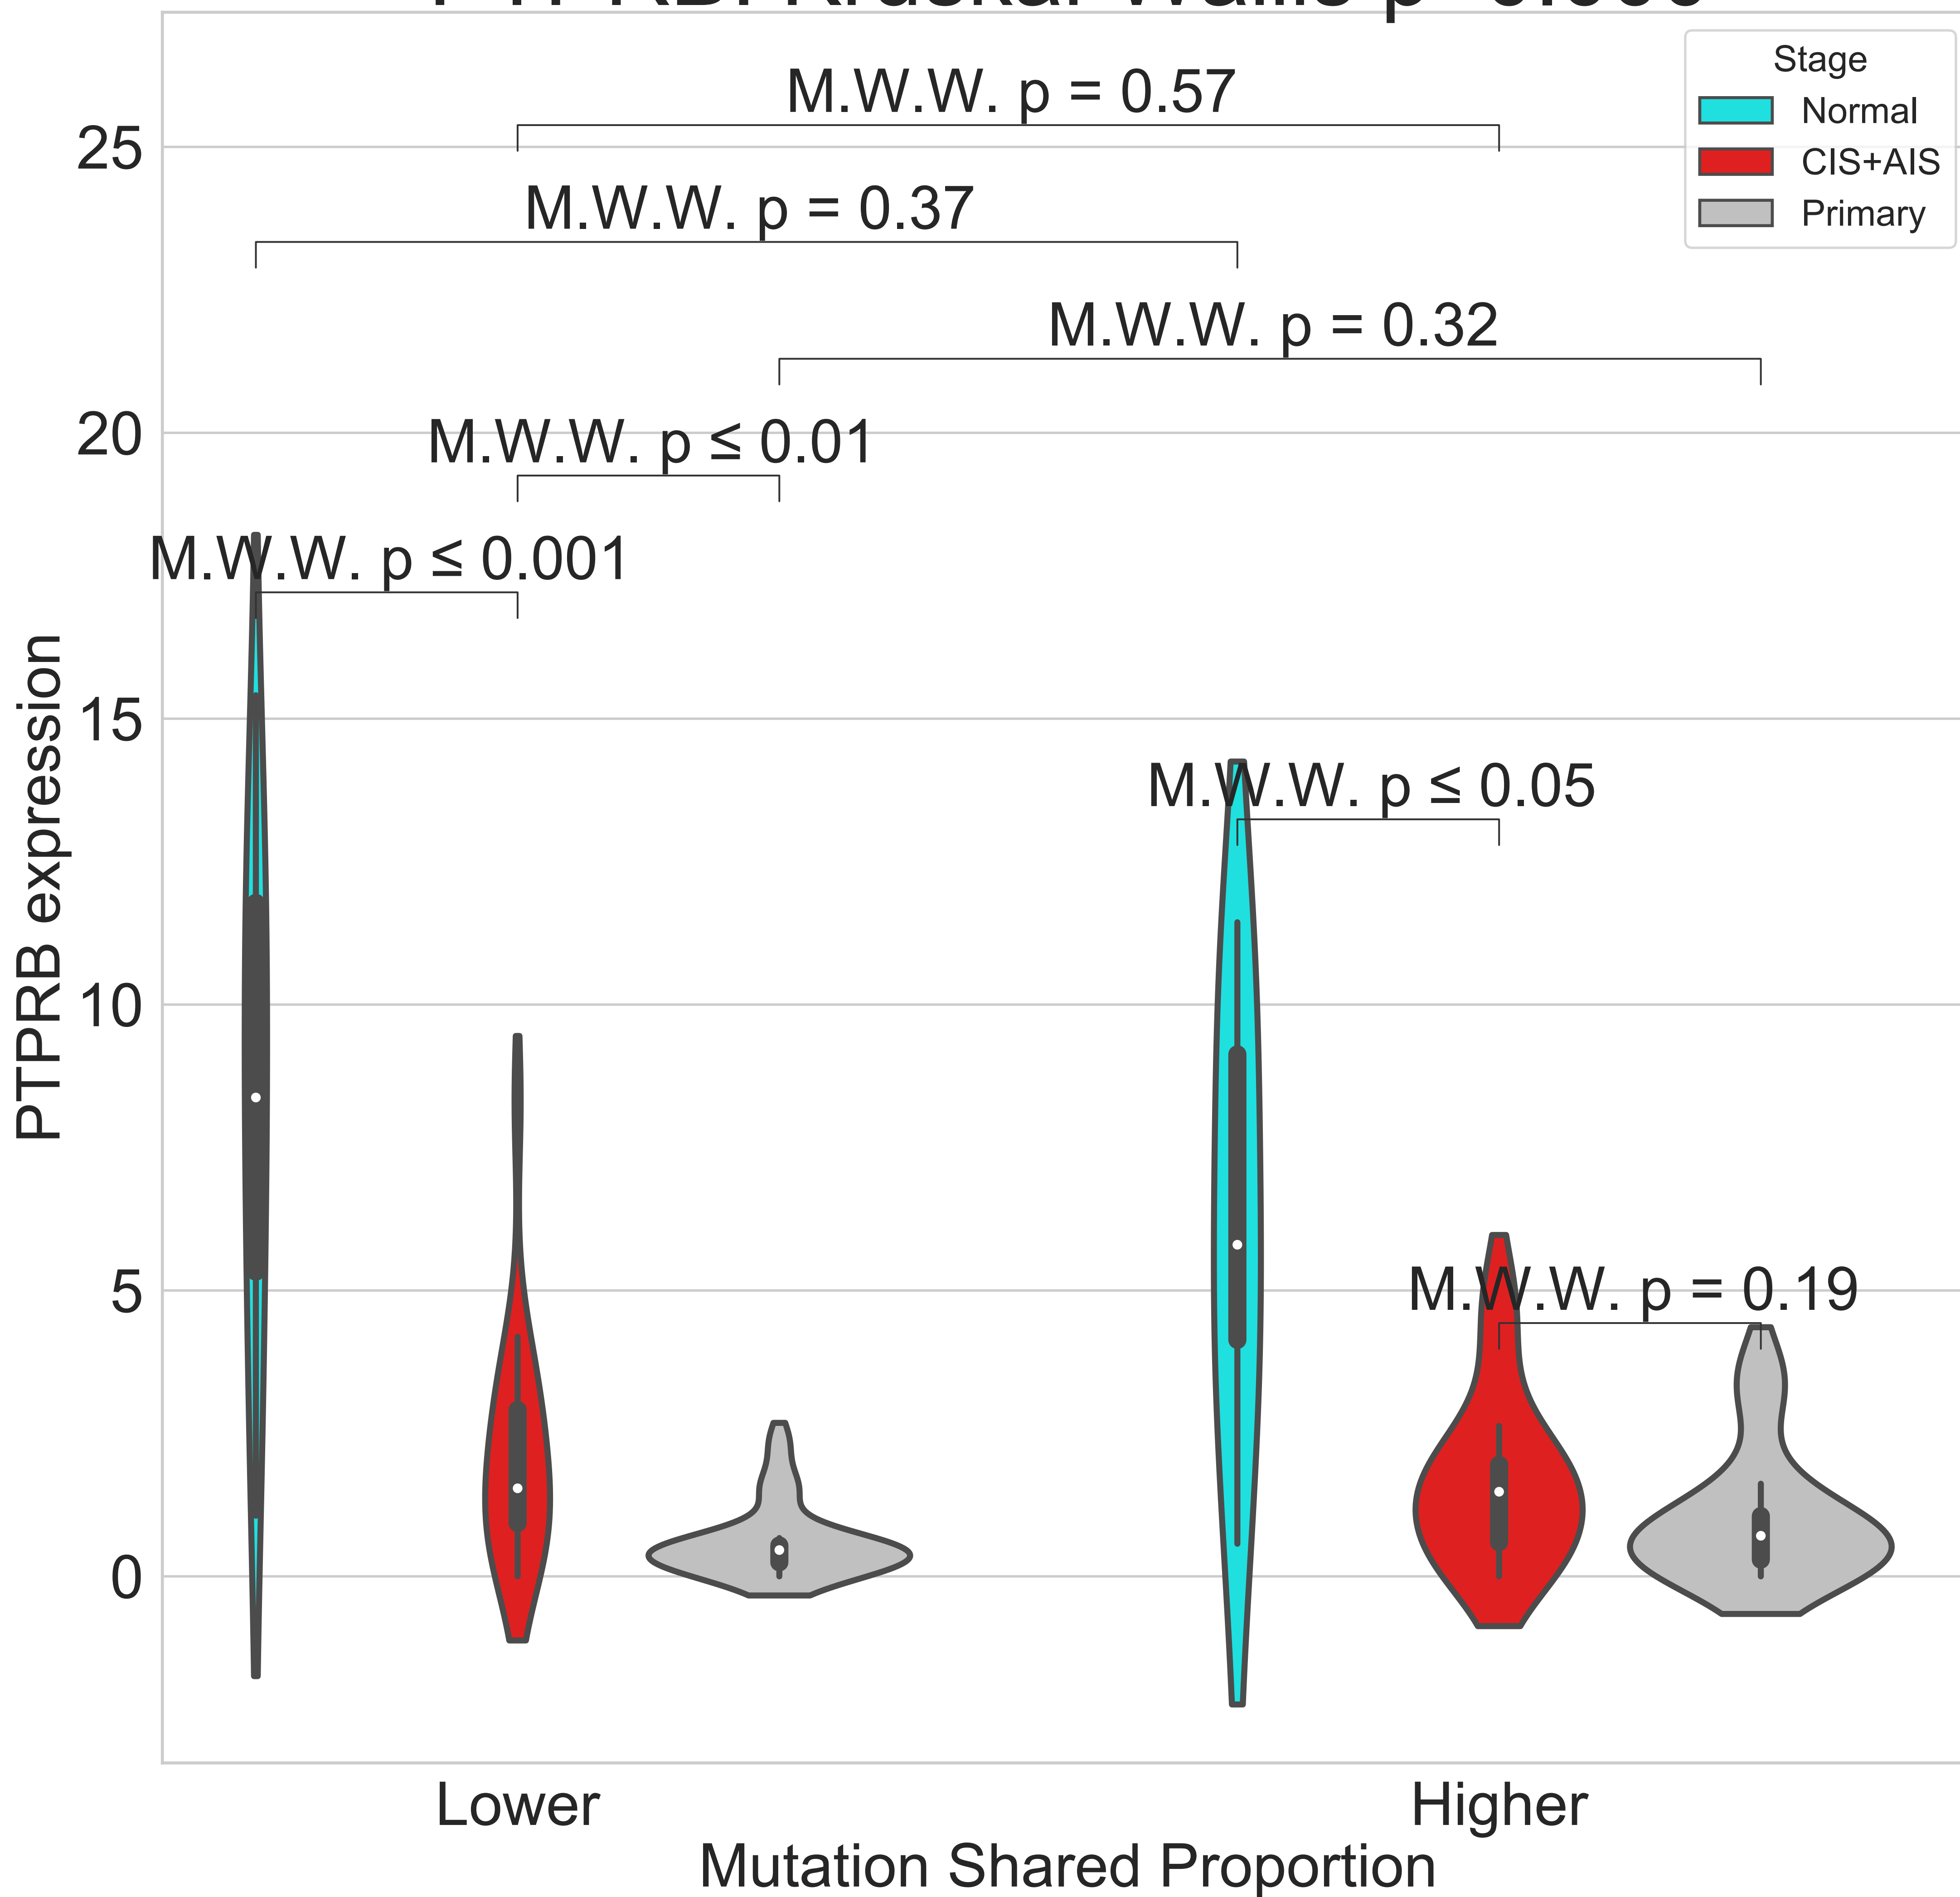 Stage
Normal
CIS+AIS
Primary
M.W.W. p = 0.57
25
M.W.W. p = 0.37
M.W.W. p = 0.32
M.W.W. p ≤ 0.01
20
M.W.W. p ≤ 0.001
15
M.W.W. p ≤ 0.05
PTPRB expression
10
5
M.W.W. p = 0.19
0
Lower
Higher
Mutation Shared Proportion